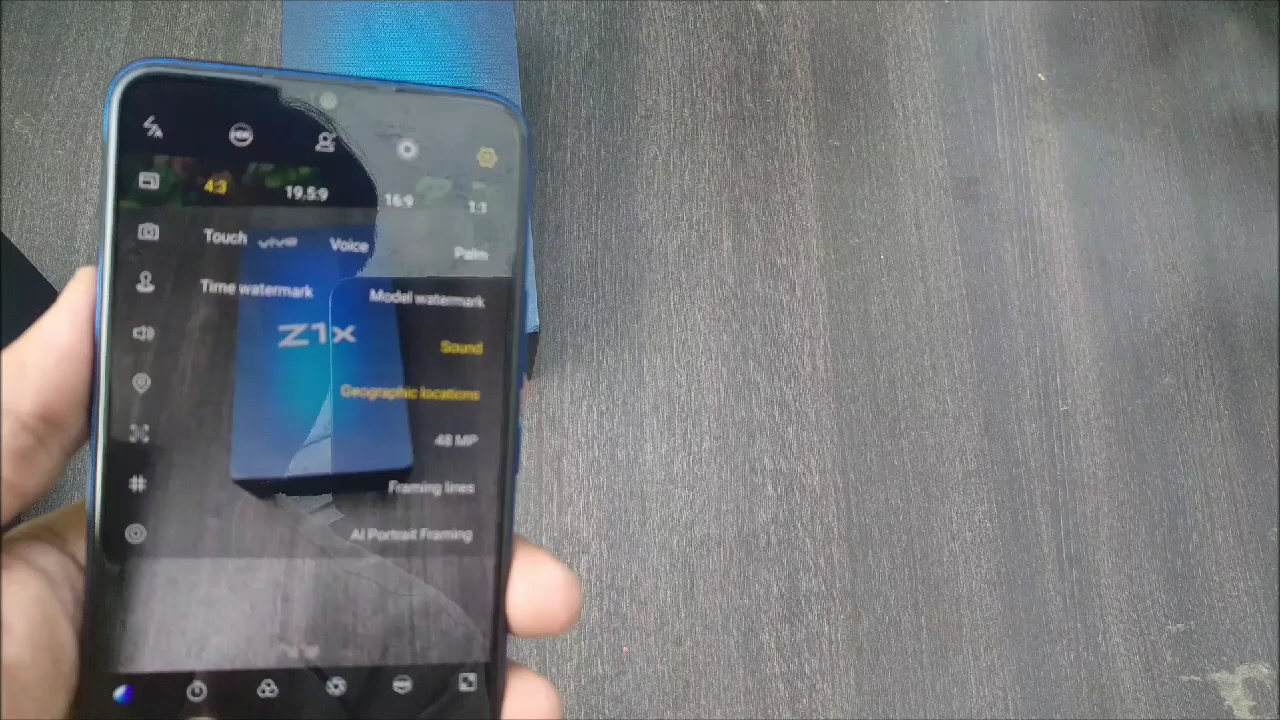 4:3 19.5:9 16:9 1:1
Touch vivo Voice Palm
Time watermark Model watermark
Z1x
Sound
Geographic locations
48 MP
Framing lines
AI Portrait Framing